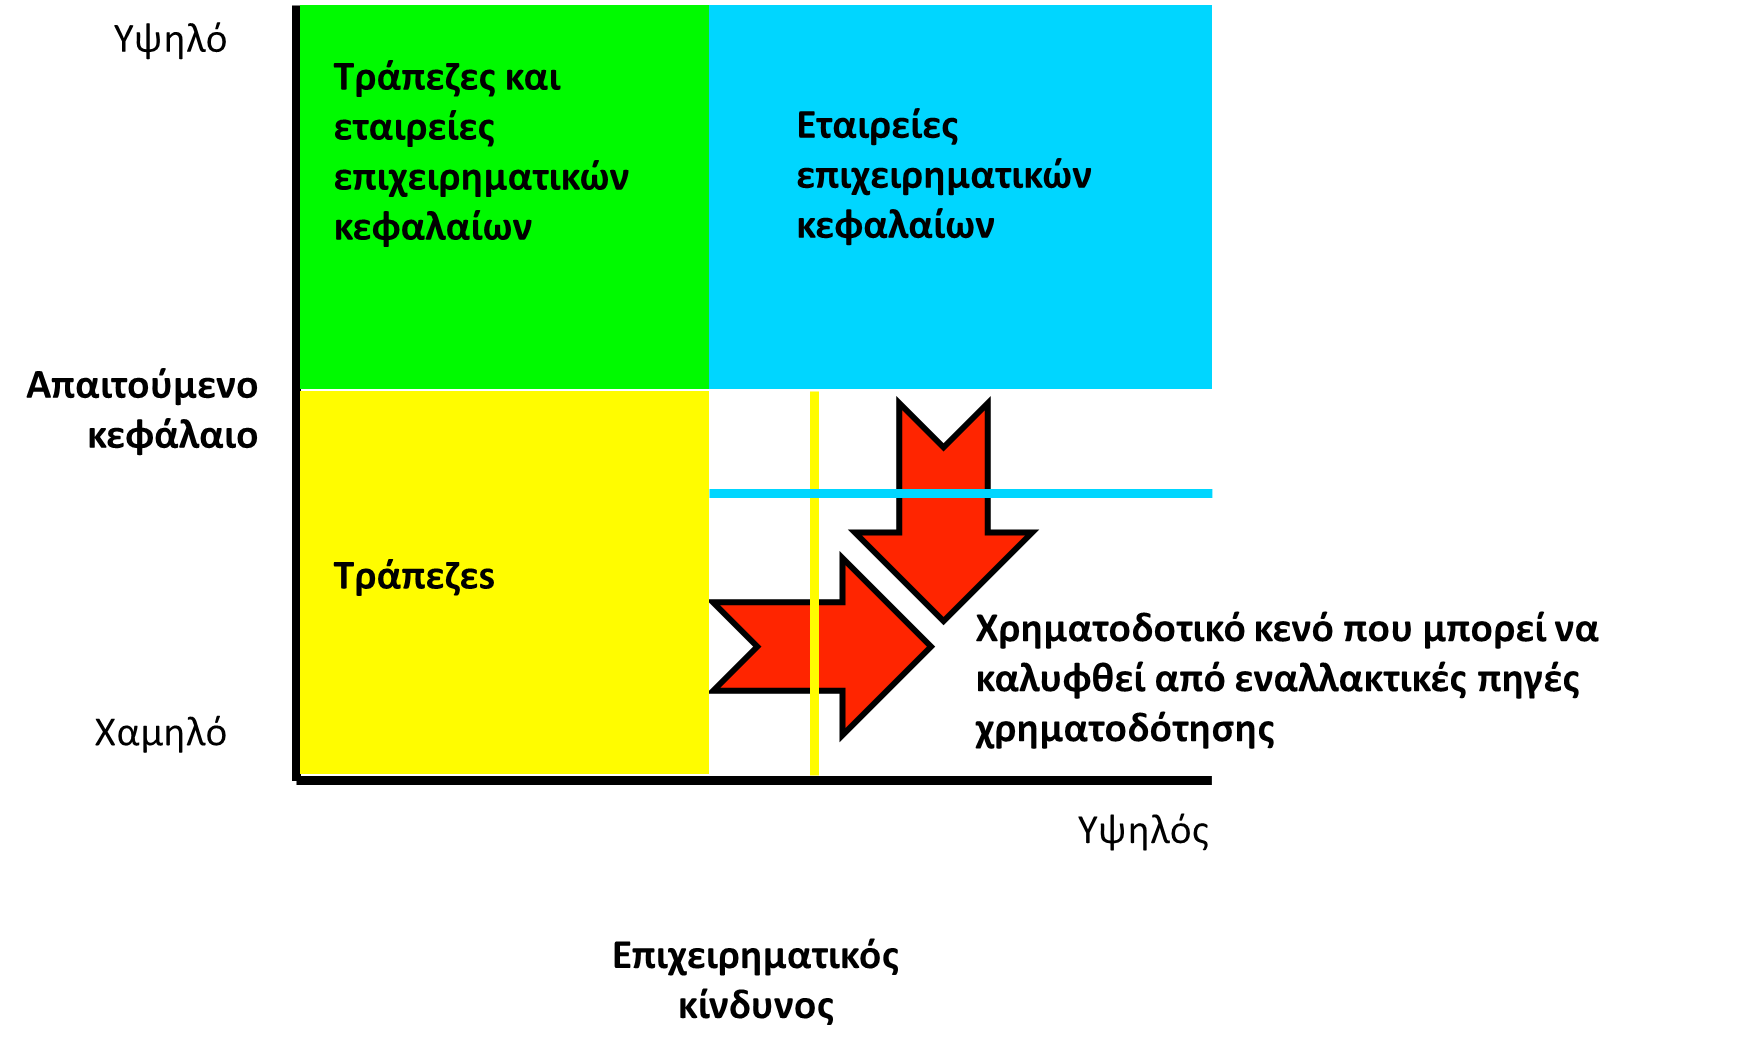 Υψηλό
Τράπεζες και
εταιρείες
επιχειρηματικών
κεφαλαίων
Εταιρείες
επιχειρηματικών
κεφαλαίων
Απαιτούμενο
κεφάλαιο
Τράπεζεs
Χρηματοδοτικό κενό που μπορεί να
καλυφθεί από εναλλακτικές πηγές
χρηματοδότησης
Χαμηλό
Υψηλός
Επιχειρηματικός
κίνδυνος